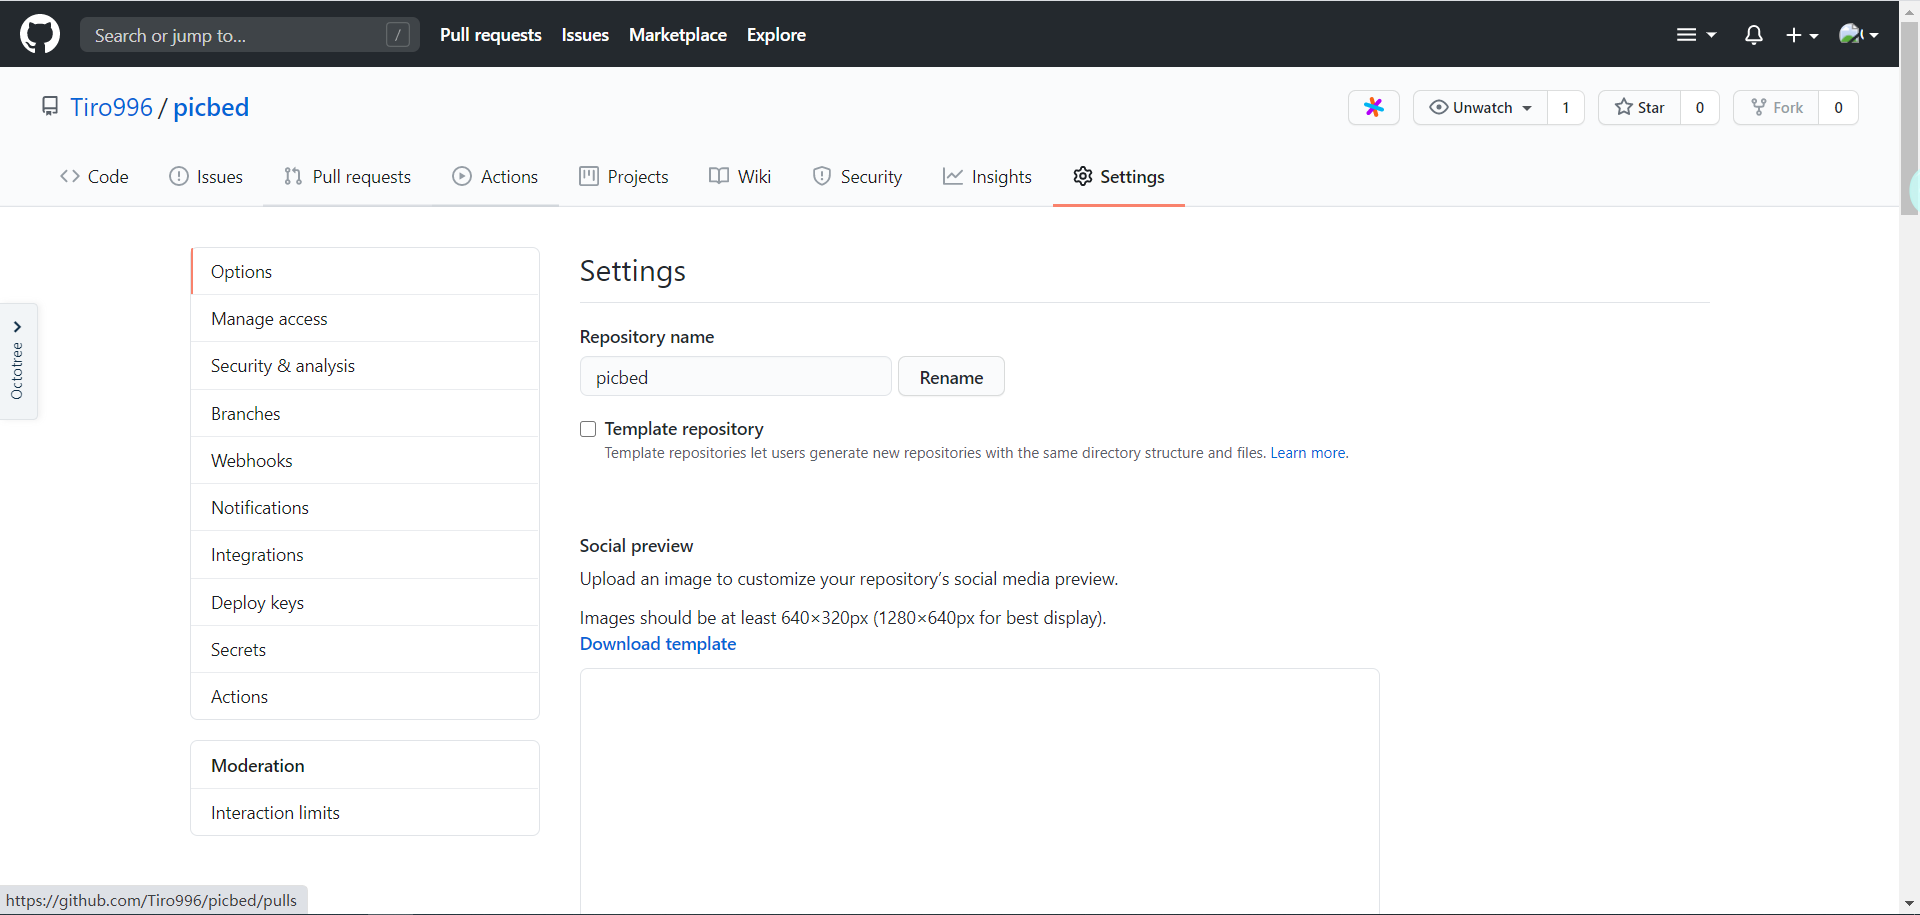 Search or jump to... /
Pull requests Issues Marketplace Explore
Tiro996 / picbed
Unwatch 1 Star 0 Fork 0
Code Issues Pull requests Actions Projects Wiki Security Insights Settings
Octotree
Options
Manage access
Security & analysis
Branches
Webhooks
Notifications
Integrations
Deploy keys
Secrets
Actions
Moderation
Interaction limits
Settings
Repository name
picbed Rename
Template repository
Template repositories let users generate new repositories with the same directory structure and files. Learn more.
Social preview
Upload an image to customize your repository’s social media preview.
Images should be at least 640×320px (1280×640px for best display).
Download template
https://github.com/Tiro996/picbed/pulls